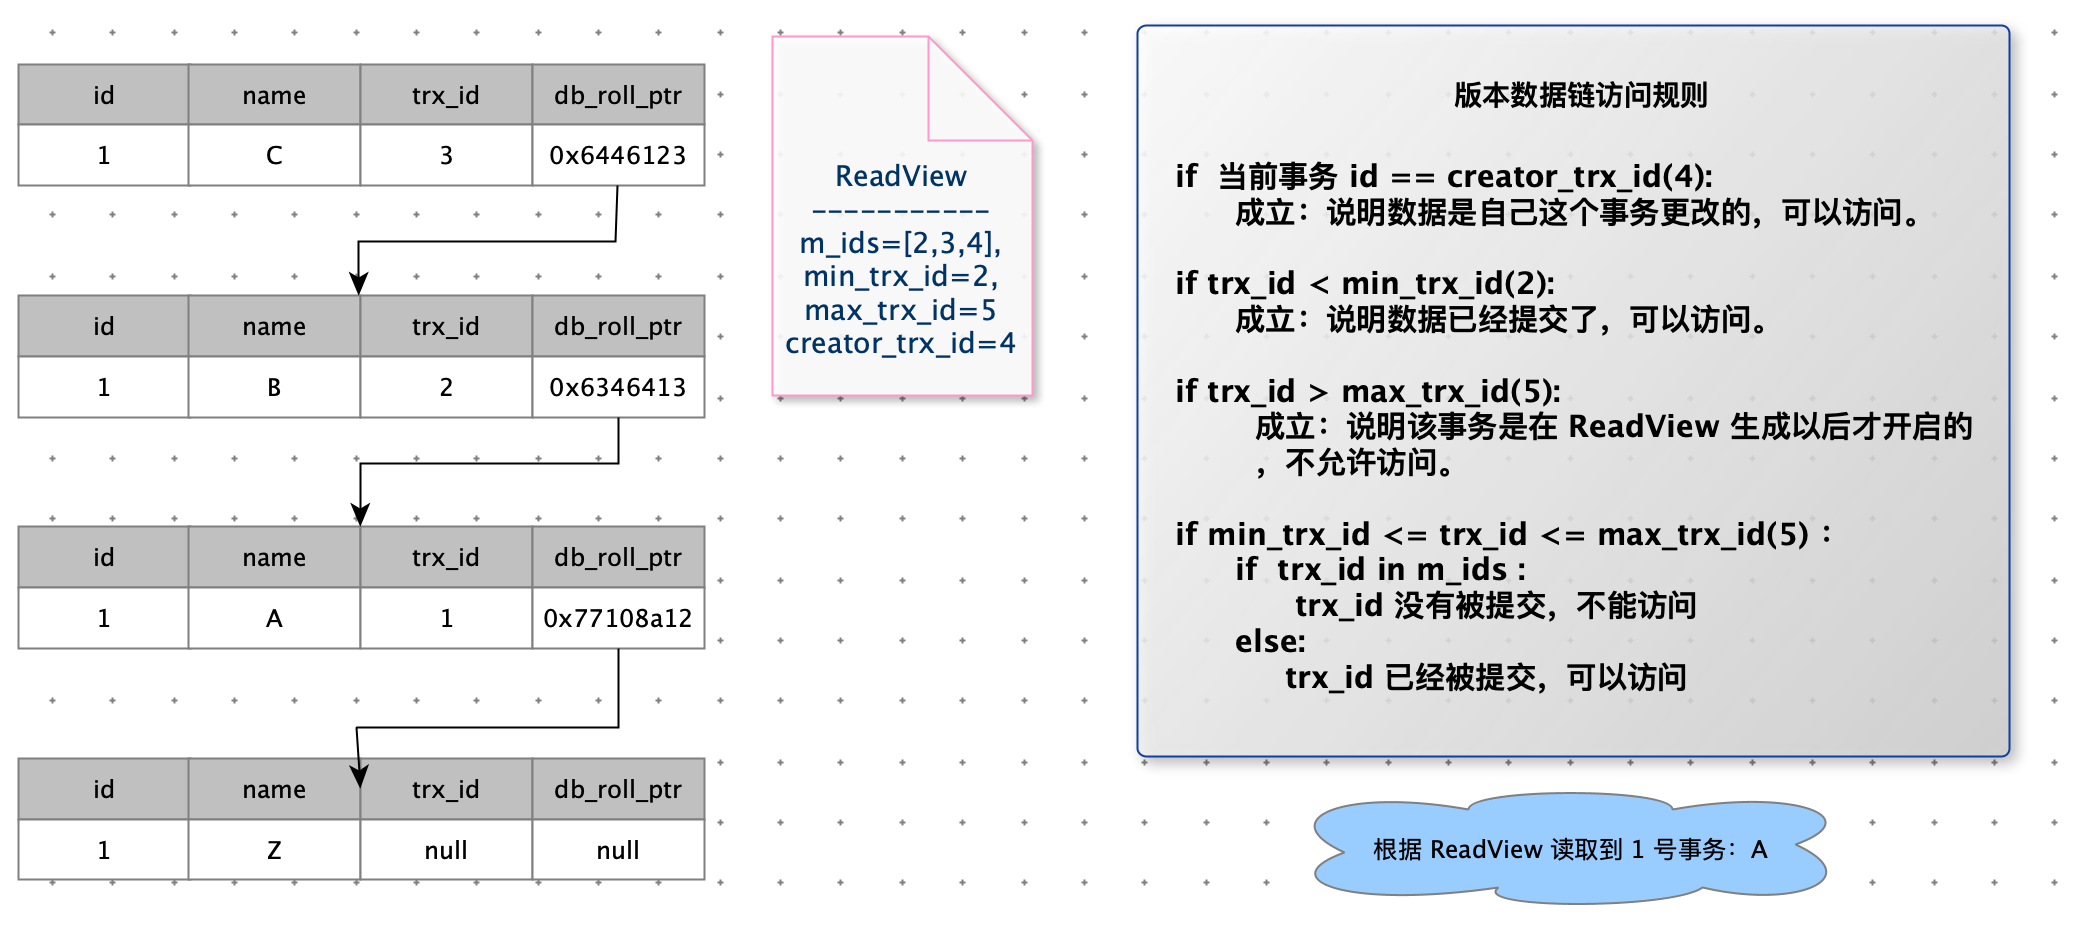 id name trx_id db_roll_ptr
1 C 3 0x6446123
id name trx_id db_roll_ptr
1 B 2 0x6346413
id name trx_id db_roll_ptr
1 A 1 0x77108a12
id name trx_id db_roll_ptr
1 Z null null
ReadView
-----------
m_ids=[2,3,4],
min_trx_id=2,
max_trx_id=5
creator_trx_id=4
版本数据链访问规则
if 当前事务 id == creator_trx_id(4):
成立：说明数据是自己这个事务更改的，可以访问。
if trx_id < min_trx_id(2):
成立：说明数据已经提交了，可以访问。
if trx_id > max_trx_id(5):
成立：说明该事务是在 ReadView 生成以后才开启的
，不允许访问。
if min_trx_id <= trx_id <= max_trx_id(5)：
if trx_id in m_ids :
trx_id 没有被提交，不能访问
else:
trx_id 已经被提交，可以访问
根据 ReadView 读取到 1 号事务：A